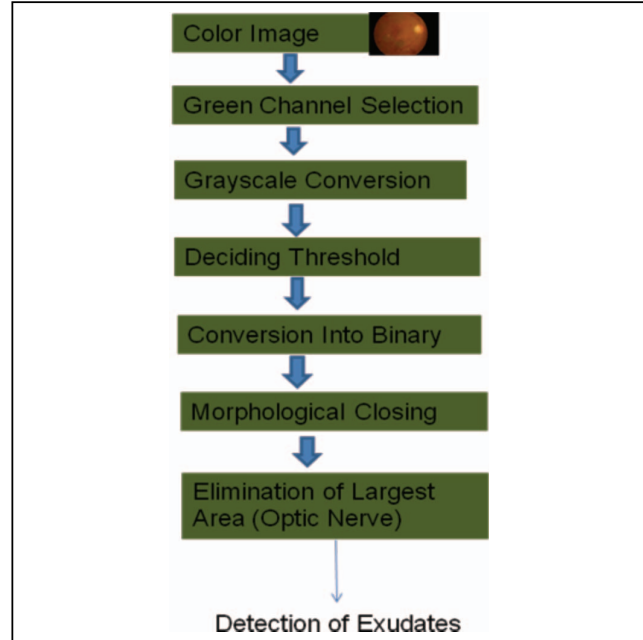 Color Image
Green Channel Selection
Grayscale Conversion
Deciding Threshold
Conversion Into Binary
Morphological Closing
Elimination of Largest
Area (Optic Nerve)
Detection of Exudates